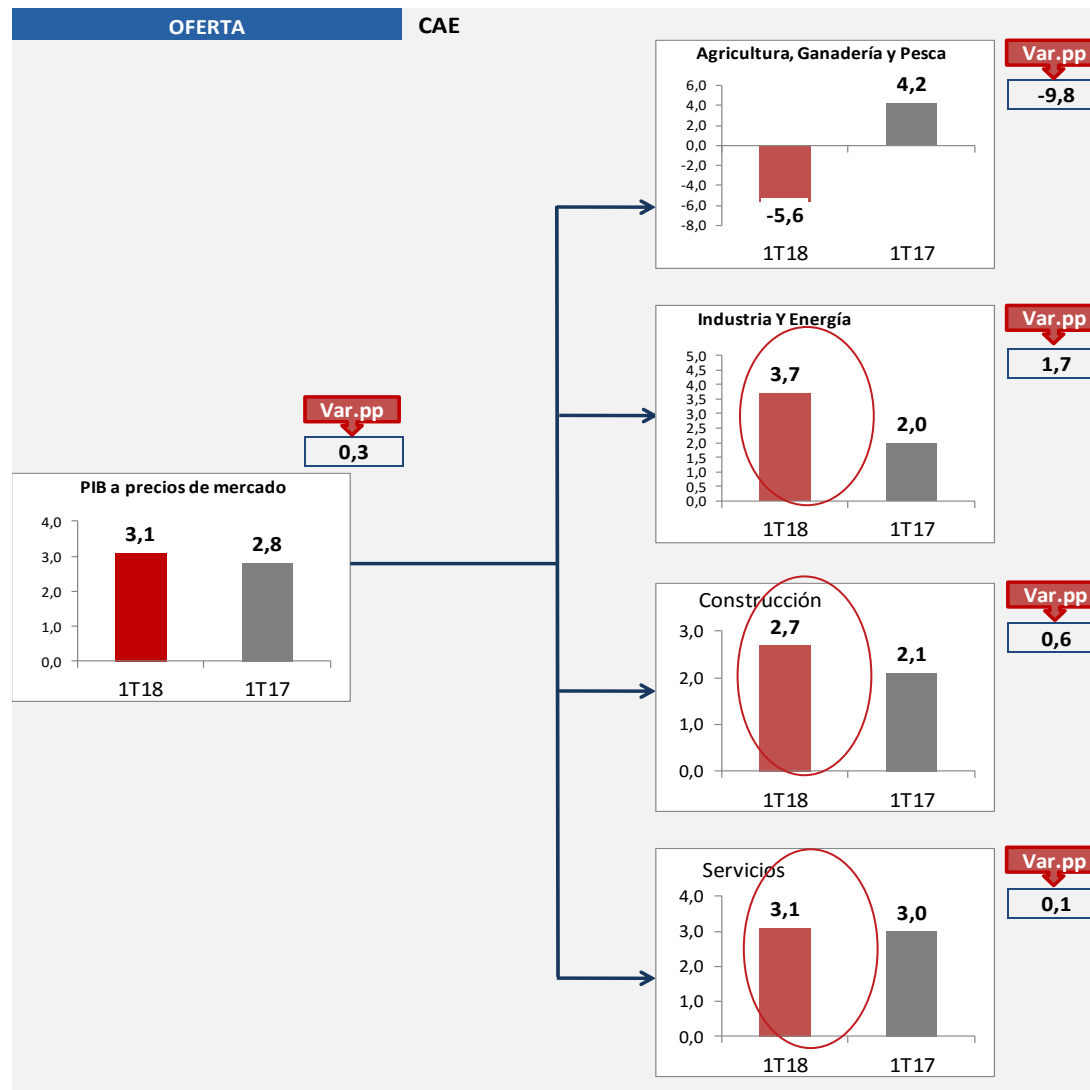 OFERTA
CAE
Agricultura, Ganadería y Pesca
Var.pp
-9,8
6,0
4,0
2,0
0,0
-2,0
-4,0
-6,0
-8,0
4,2
-5,6
1T18
1T17
Industria Y Energía
Var.pp
1,7
5,0
4,5
4,0
3,5
3,0
2,5
2,0
1,5
1,0
0,5
0,0
3,7
2,0
1T18
1T17
Var.pp
0,3
PIB a precios de mercado
4,0
3,0
2,0
1,0
0,0
3,1
2,8
1T18
1T17
Construcción
Var.pp
0,6
3,0
2,0
1,0
0,0
2,7
2,1
1T18
1T17
Servicios
Var.pp
0,1
4,0
3,0
2,0
1,0
0,0
3,1
3,0
1T18
1T17